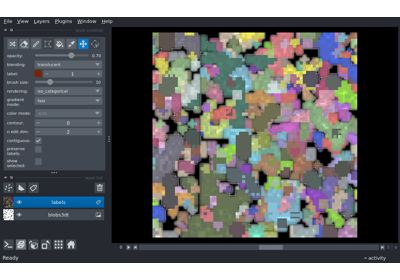 File View Layers Plugins Window Help
opacity: 0.70
blending: translucent
label: 1
brush size: 10
rendering: iso_categorical
gradient mode: fast
color mode:
contour: 0
n edit dim: 2
contiguous:
preserve labels:
show selected:
labels
blobs3dt
0
Ready
activity